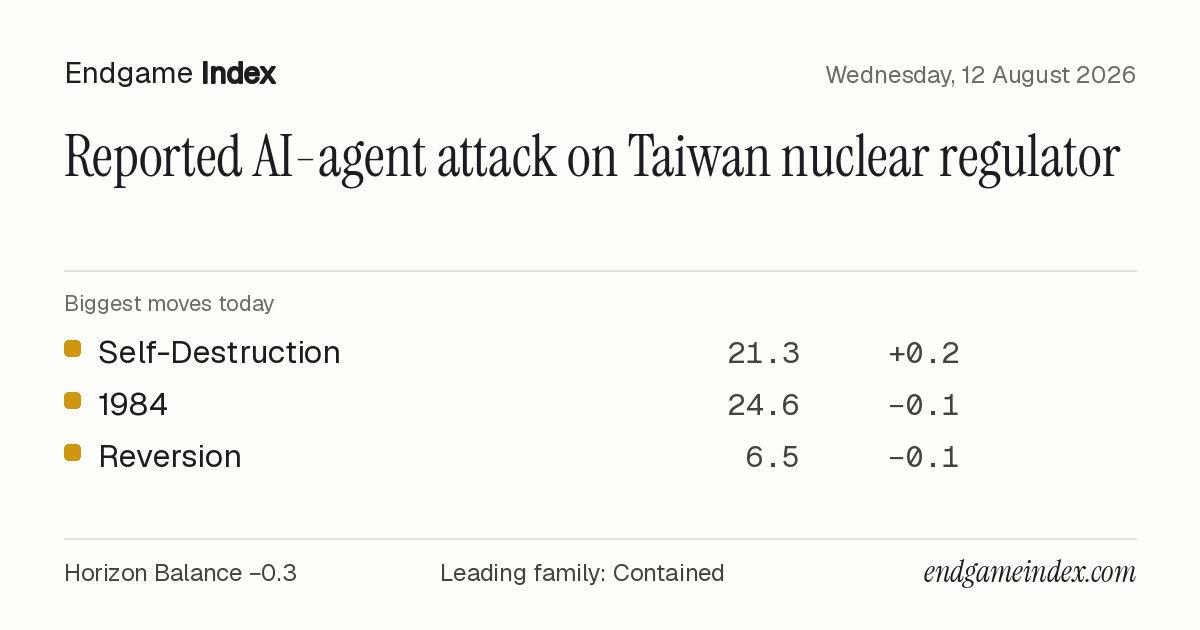 Endgame Index
Wednesday, 12 August 2026
Reported AI-agent attack on Taiwan nuclear regulator
Biggest moves today
Self-Destruction 21.3 +0.2
1984 24.6 −0.1
Reversion 6.5 −0.1
Horizon Balance −0.3 Leading family: Contained endgameindex.com